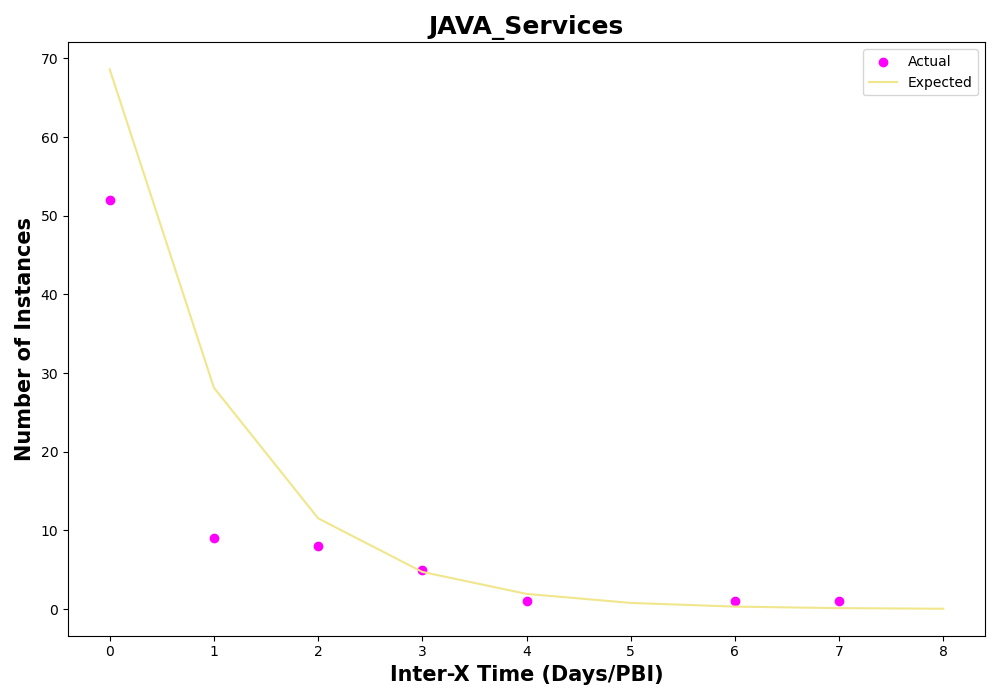 JAVA_Services
Actual
Expected
70
60
50
40
30
20
10
0
Number of Instances
0 1 2 3 4 5 6 7 8
Inter-X Time (Days/PBI)